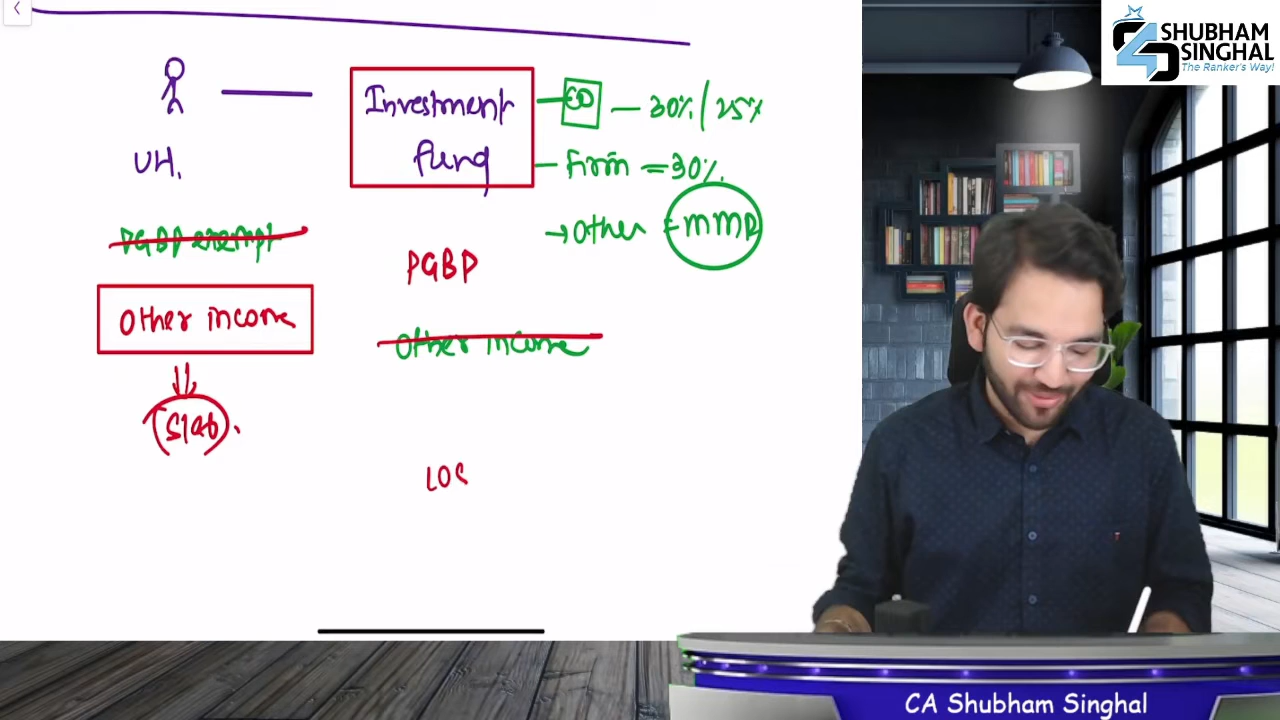 Investment
fund
CO — 30% / 25%
Firm = 30%
→ Other = MMR
UH.
PGBP exempt
PGBP
Other income
Other income
Slab.
LOS
SHUBHAM
SINGHAL
The Ranker's Way!
CA Shubham Singhal